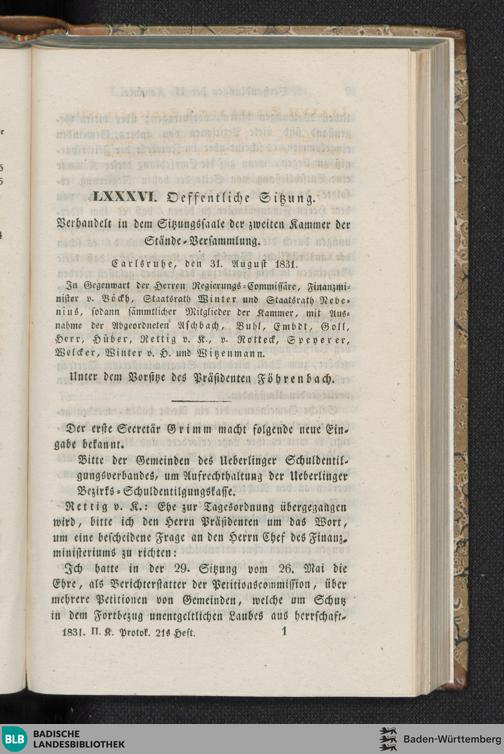 LXXXVI. Oeffentliche Sitzung.
Verhandelt in dem Sitzungssaale der zweiten Kammer der
Stände-Versammlung.
Carlsruhe, den 31. August 1831.
In Gegenwart der Herren Regierungs-Commissäre, Finanzmi-
nister v. Böckh, Staatsrath Winter und Staatsrath Nebe-
nius, sodann sämmtlicher Mitglieder der Kammer, mit Aus-
nahme der Abgeordneten Aschbach, Buhl, Embdt, Goll,
Herr, Hüber, Rettig v. K., v. Rotteck, Speyerer,
Welcker, Winter v. H. und Witzenmann.
Unter dem Vorsitze des Präsidenten Föhrenbach.
Der erste Secretär Grimm macht folgende neue Ein-
gabe bekannt.
Bitte der Gemeinden des Ueberlinger Schuldentil-
gungsverbandes, um Aufrechthaltung der Ueberlinger
Bezirks-Schuldentilgungskasse.
Rettig v. K.: Ehe zur Tagesordnung übergegangen
wird, bitte ich den Herrn Präsidenten um das Wort,
um eine bescheidene Frage an den Herrn Chef des Finanz-
ministeriums zu richten:
Ich hatte in der 29. Sitzung vom 26. Mai die
Ehre, als Berichterstatter der Petitionscommission, über
mehrere Petitionen von Gemeinden, welche um Schutz
in dem Fortbezug unentgeltlichen Laubes aus herrschaft-
1831. II. K. Protok. 21s Heft. 1
BLB BADISCHE
LANDESBIBLIOTHEK
Baden-Württemberg